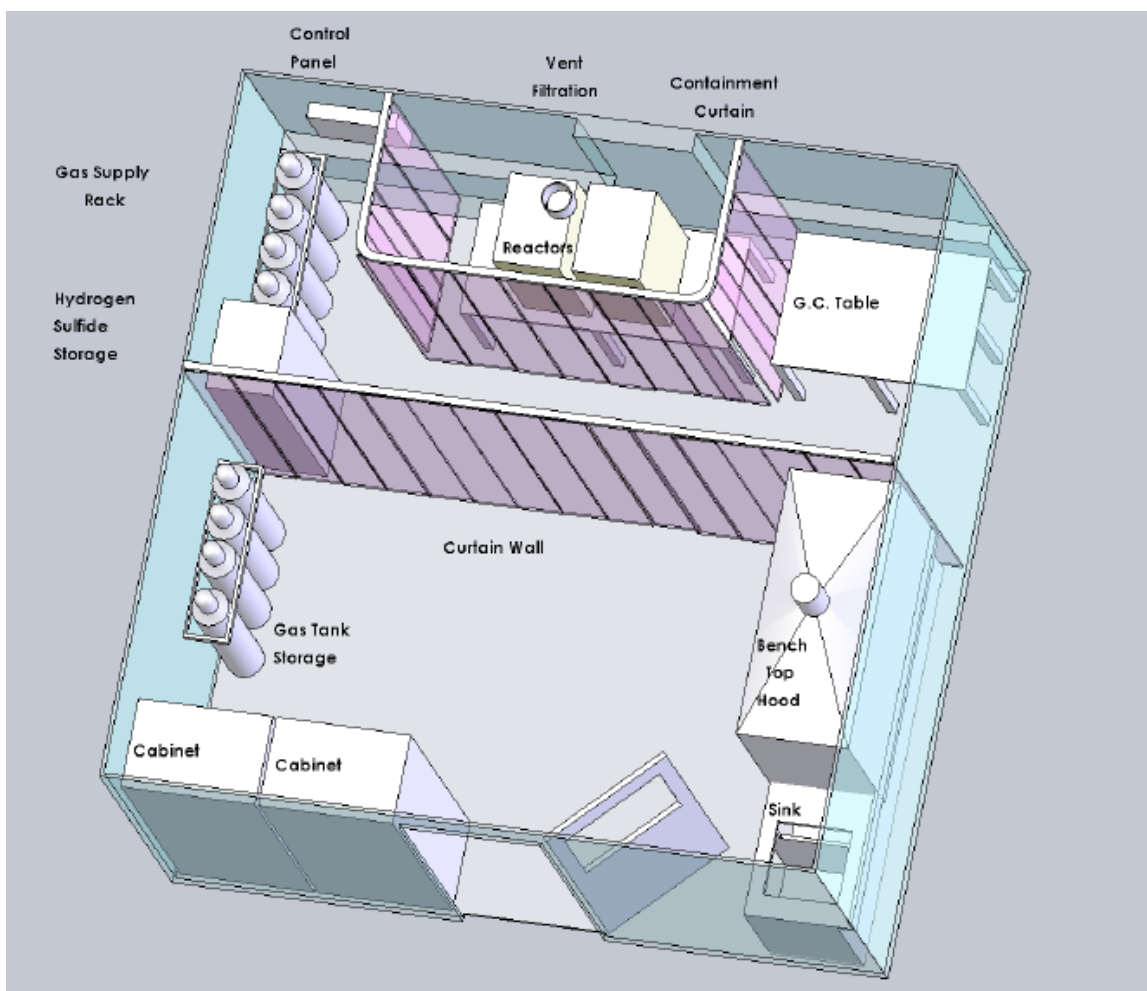 Control
Panel
Vent
Filtration
Containment
Curtain
Gas Supply
Rack
Reactors
Hydrogen
Sulfide
Storage
G.C. Table
Curtain Wall
Gas Tank
Storage
Bench
Top
Hood
Cabinet
Cabinet
Sink